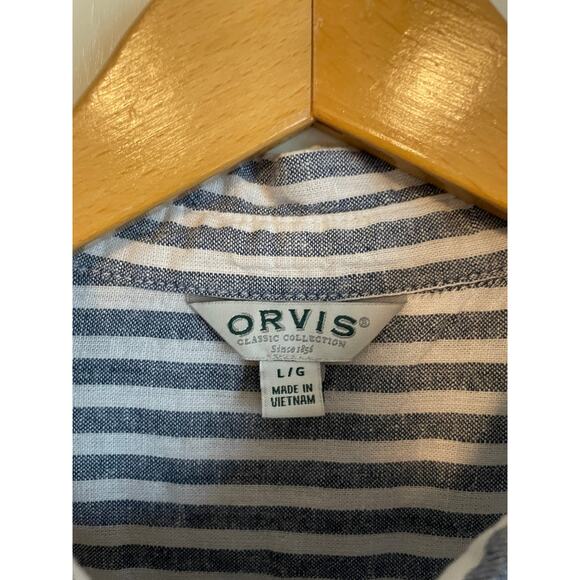 ORVIS®
CLASSIC COLLECTION
Since 1856
L/G
MADE IN
VIETNAM